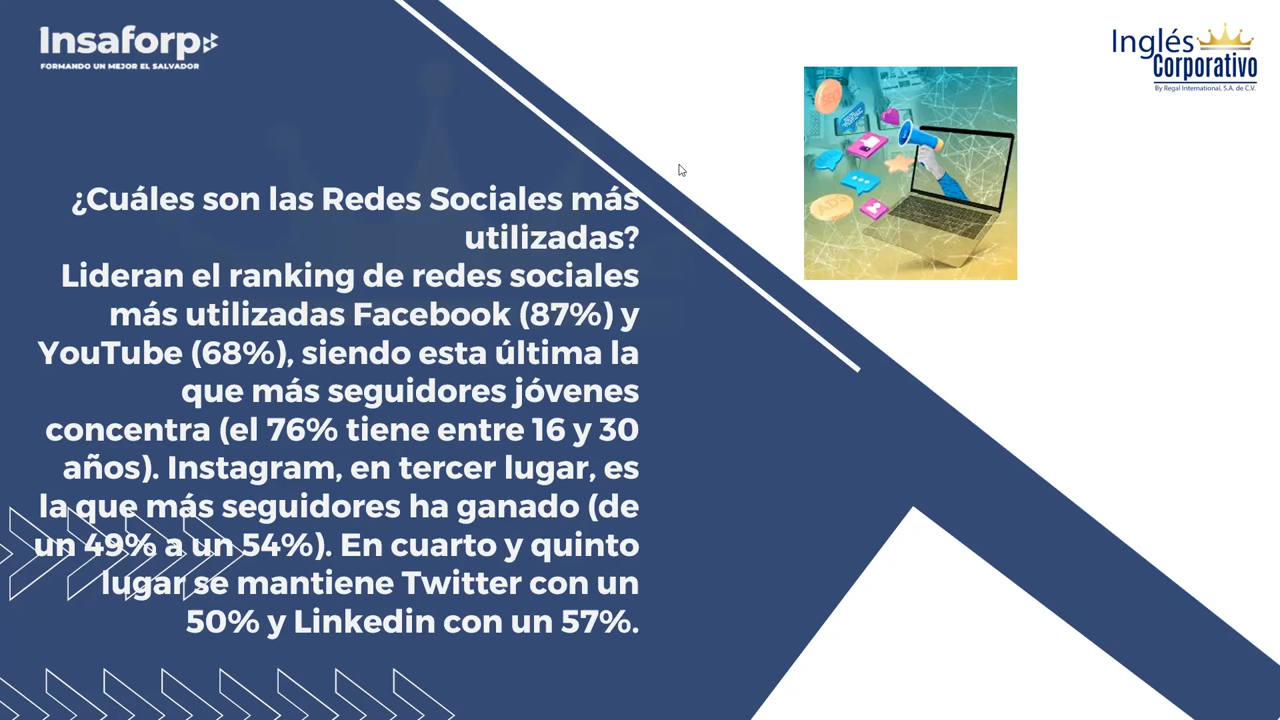 Insaforp
FORMANDO UN MEJOR EL SALVADOR
Inglés
Corporativo
By Regal International, S.A. de C.V.
¿Cuáles son las Redes Sociales más
utilizadas?
Lideran el ranking de redes sociales
más utilizadas Facebook (87%) y
YouTube (68%), siendo esta última la
que más seguidores jóvenes
concentra (el 76% tiene entre 16 y 30
años). Instagram, en tercer lugar, es
la que más seguidores ha ganado (de
un 49% a un 54%). En cuarto y quinto
lugar se mantiene Twitter con un
50% y Linkedin con un 57%.
ADS